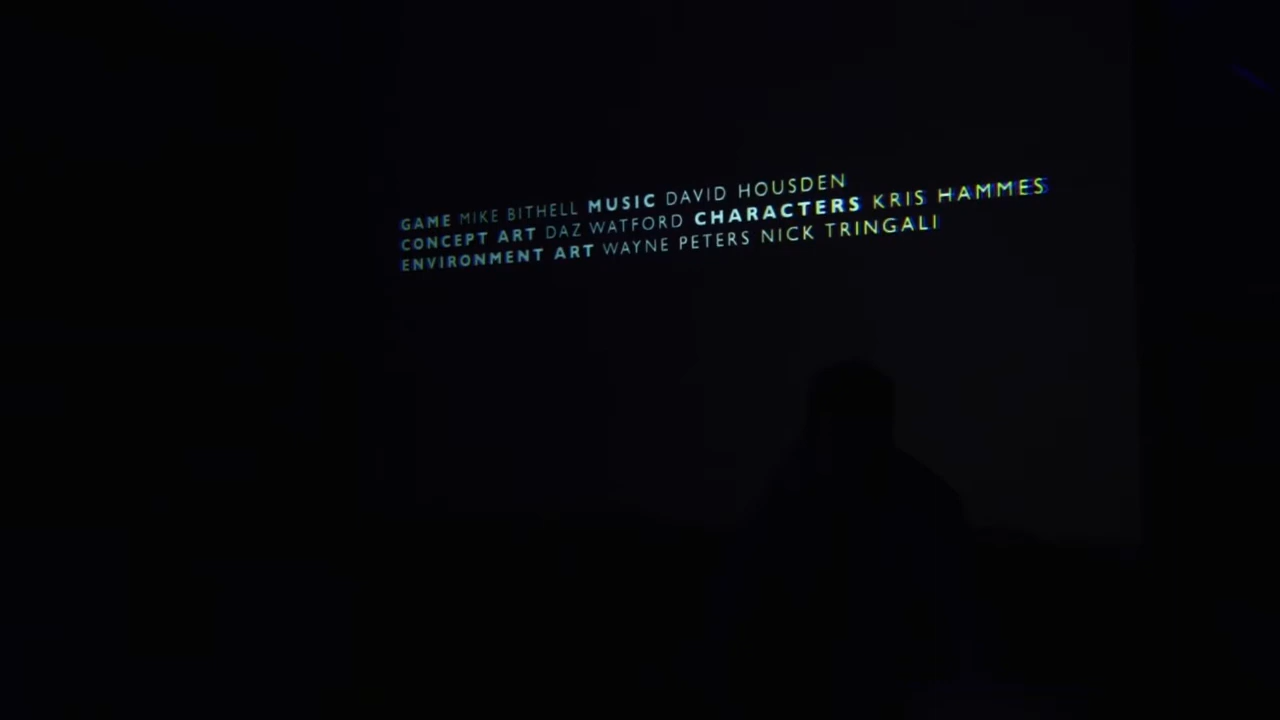 GAME MIKE BITHELL MUSIC DAVID HOUSDEN
CONCEPT ART DAZ WATFORD CHARACTERS KRIS HAMMES
ENVIRONMENT ART WAYNE PETERS NICK TRINGALI